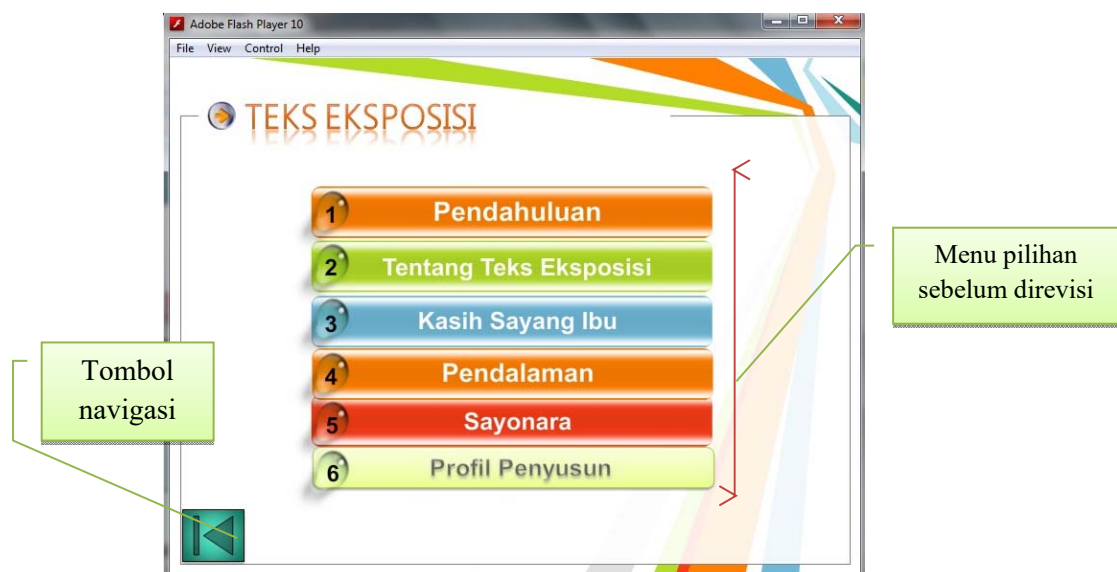 Adobe Flash Player 10
File View Control Help
TEKS EKSPOSISI
1 Pendahuluan
2 Tentang Teks Eksposisi
3 Kasih Sayang Ibu
4 Pendalaman
5 Sayonara
6 Profil Penyusun
Menu pilihan
sebelum direvisi
Tombol
navigasi